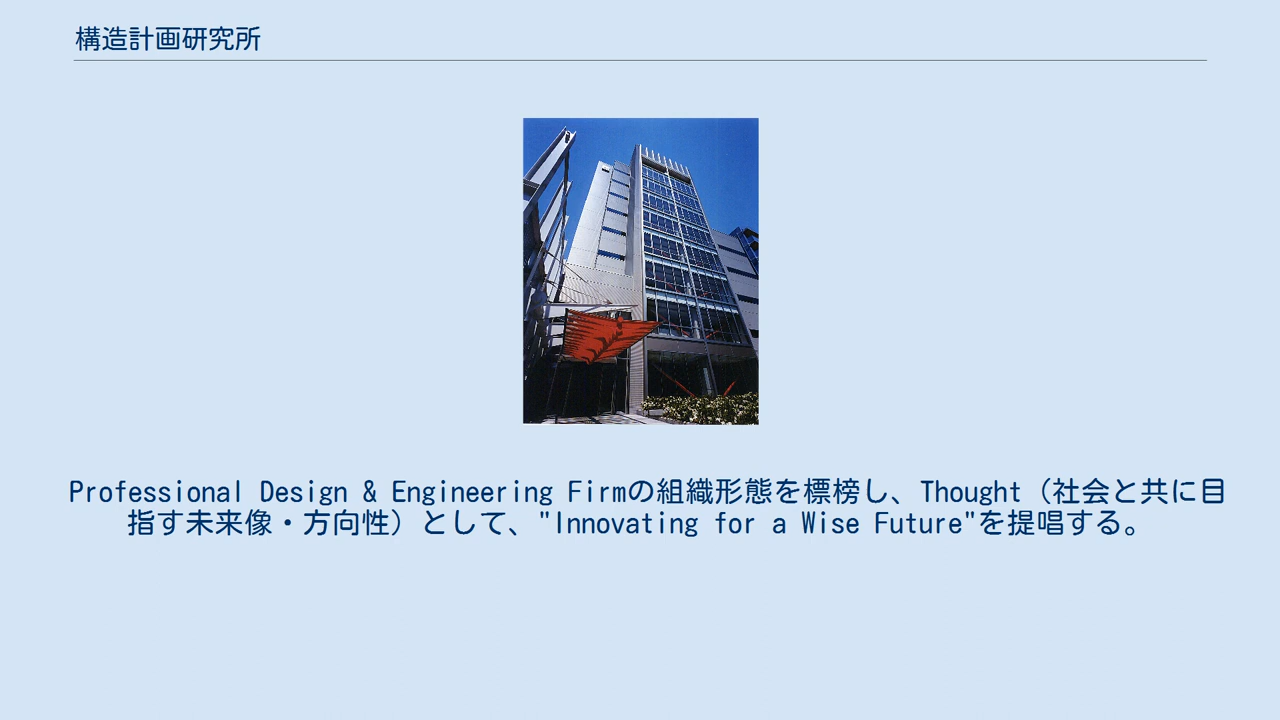 構造計画研究所
Professional Design & Engineering Firmの組織形態を標榜し、Thought（社会と共に目
指す未来像・方向性）として、"Innovating for a Wise Future"を提唱する。